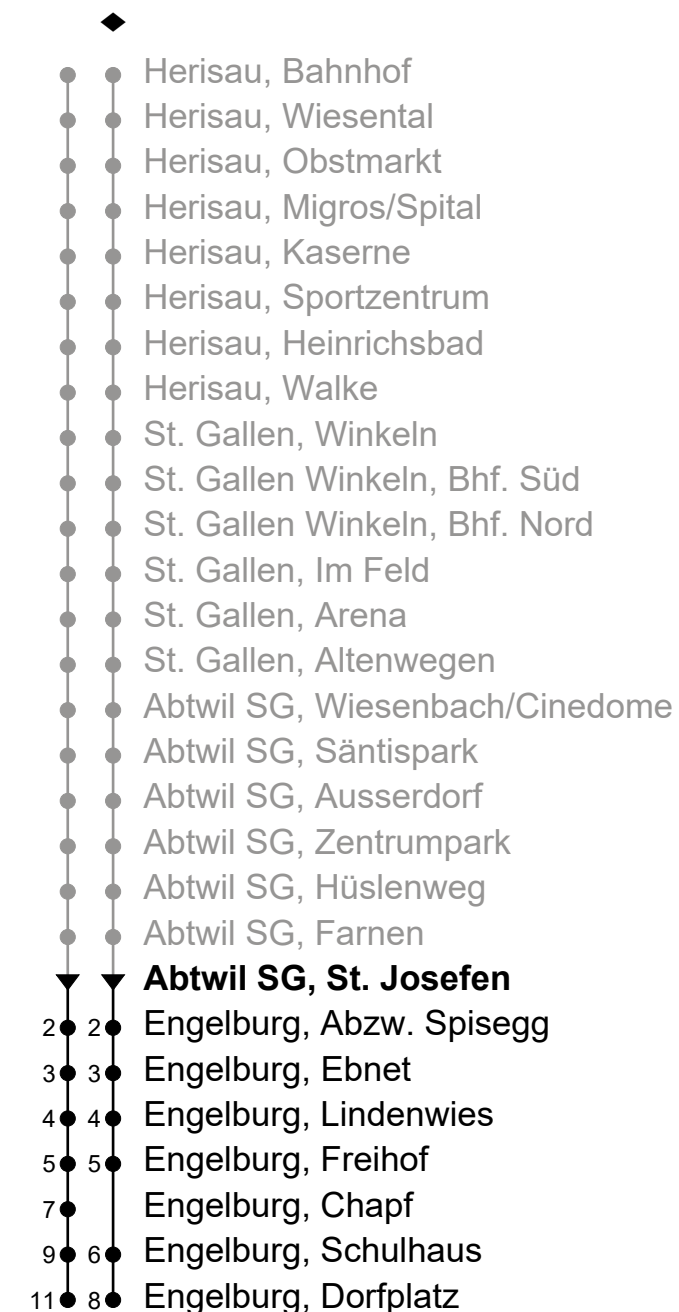 Herisau, Bahnhof
Herisau, Wiesental
Herisau, Obstmarkt
Herisau, Migros/Spital
Herisau, Kaserne
Herisau, Sportzentrum
Herisau, Heinrichsbad
Herisau, Walke
St. Gallen, Winkeln
St. Gallen Winkeln, Bhf. Süd
St. Gallen Winkeln, Bhf. Nord
St. Gallen, Im Feld
St. Gallen, Arena
St. Gallen, Altenwegen
Abtwil SG, Wiesenbach/Cinedome
Abtwil SG, Säntispark
Abtwil SG, Ausserdorf
Abtwil SG, Zentrumpark
Abtwil SG, Hüslenweg
Abtwil SG, Farnen
Abtwil SG, St. Josefen
2 2 Engelburg, Abzw. Spisegg
3 3 Engelburg, Ebnet
4 4 Engelburg, Lindenwies
5 5 Engelburg, Freihof
7 Engelburg, Chapf
9 6 Engelburg, Schulhaus
11 8 Engelburg, Dorfplatz